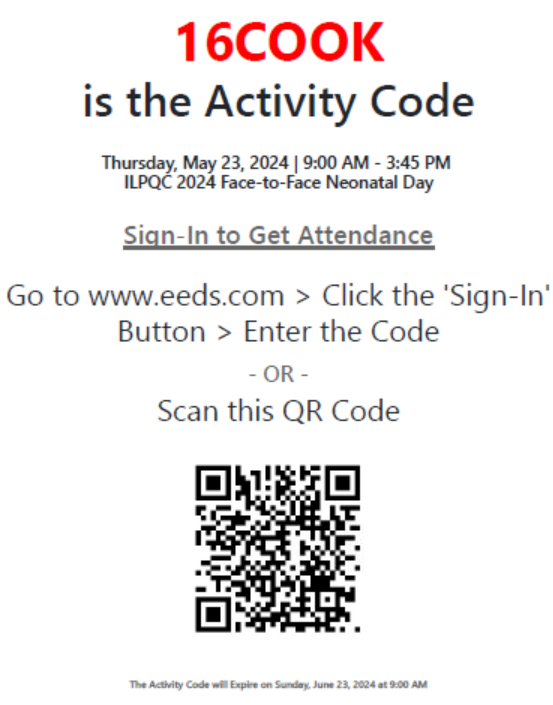 16COOK
is the Activity Code
Thursday, May 23, 2024 | 9:00 AM - 3:45 PM
ILPQC 2024 Face-to-Face Neonatal Day
Sign-In to Get Attendance
Go to www.eeds.com > Click the 'Sign-In'
Button > Enter the Code
- OR -
Scan this QR Code
The Activity Code will Expire on Sunday, June 23, 2024 at 9:00 AM